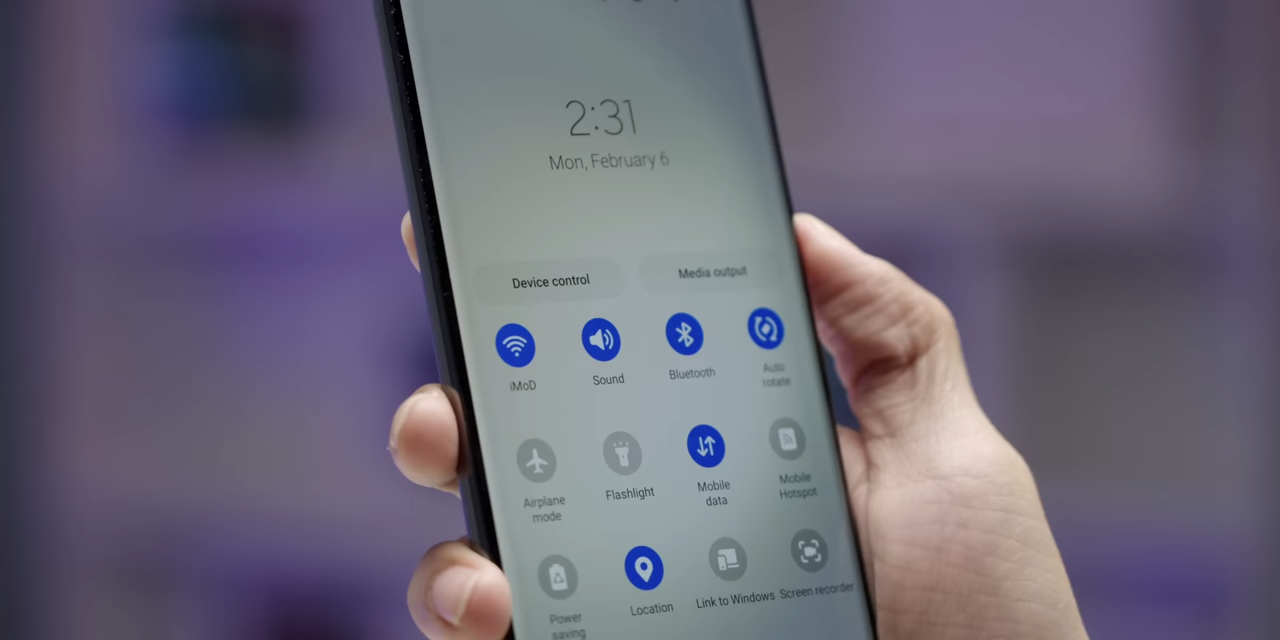 2:31
Mon, February 6
Device control
Media output
iMoD
Sound
Bluetooth
Auto
rotate
Airplane
mode
Flashlight
Mobile
data
Mobile
Hotspot
Power
saving
Location
Link to Windows
Screen recorder